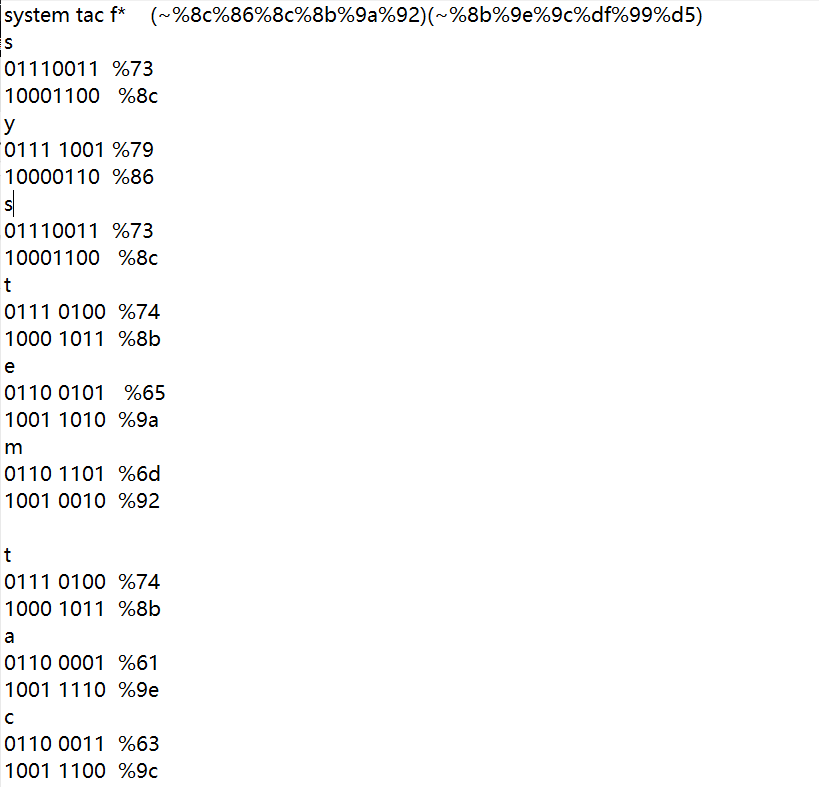 system tac f*    (~%8c%86%8c%8b%9a%92)(~%8b%9e%9c%df%99%d5)
s
01110011  %73
10001100   %8c
y
0111 1001 %79
10000110  %86
s
01110011  %73
10001100   %8c
t
0111 0100  %74
1000 1011  %8b
e
0110 0101   %65
1001 1010  %9a
m
0110 1101  %6d
1001 0010  %92
t
0111 0100  %74
1000 1011  %8b
a
0110 0001  %61
1001 1110  %9e
c
0110 0011  %63
1001 1100  %9c